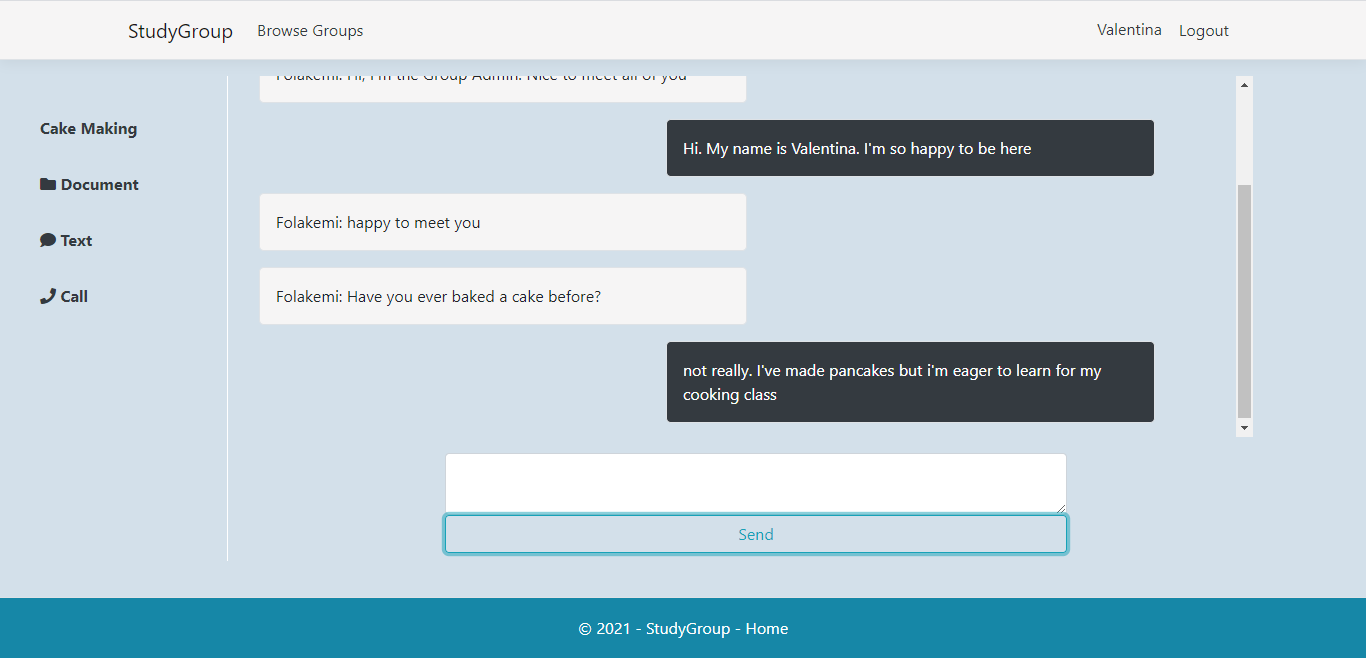 StudyGroup Browse Groups Valentina Logout
Cake Making
Document
Text
Call
Folakemi: Hi, I'm the Group Admin. Nice to meet all of you
Hi. My name is Valentina. I'm so happy to be here
Folakemi: happy to meet you
Folakemi: Have you ever baked a cake before?
not really. I've made pancakes but i'm eager to learn for my
cooking class
Send
© 2021 - StudyGroup - Home